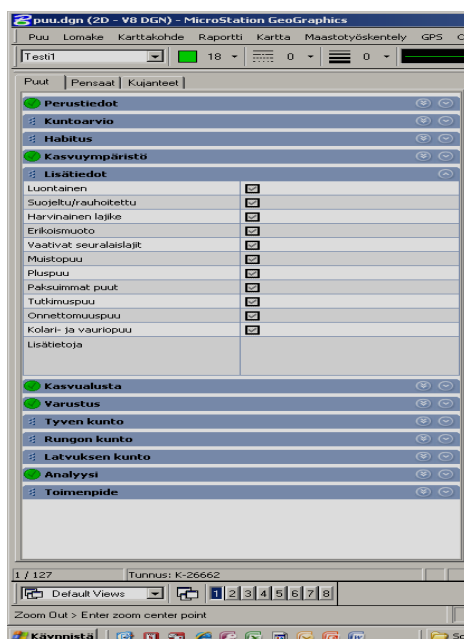 puu.dgn (2D - V8 DGN) - MicroStation GeoGraphics
Puu Lomake Karttakohde Raportti Kartta Maastotyöskentely GPS
Testi1 18 0 0
Puut Pensaat Kujanteet
Perustiedot
Kuntoarvio
Habitus
Kasvuympäristö
Lisätiedot
Luontainen
Suojeltu/rauhoitettu
Harvinainen lajike
Erikoismuoto
Vaativat seuralaislajit
Muistopuu
Pluspuu
Paksuimmat puut
Tutkimuspuu
Onnettomuuspuu
Kolari- ja vauriopuu
Lisätietoja
Kasvualusta
Varustus
Tyven kunto
Rungon kunto
Latvuksen kunto
Analyysi
Toimenpide
1 / 127 Tunnus: K-26662
Default Views 1 2 3 4 5 6 7 8
Zoom Out > Enter zoom center point
Käynnistä